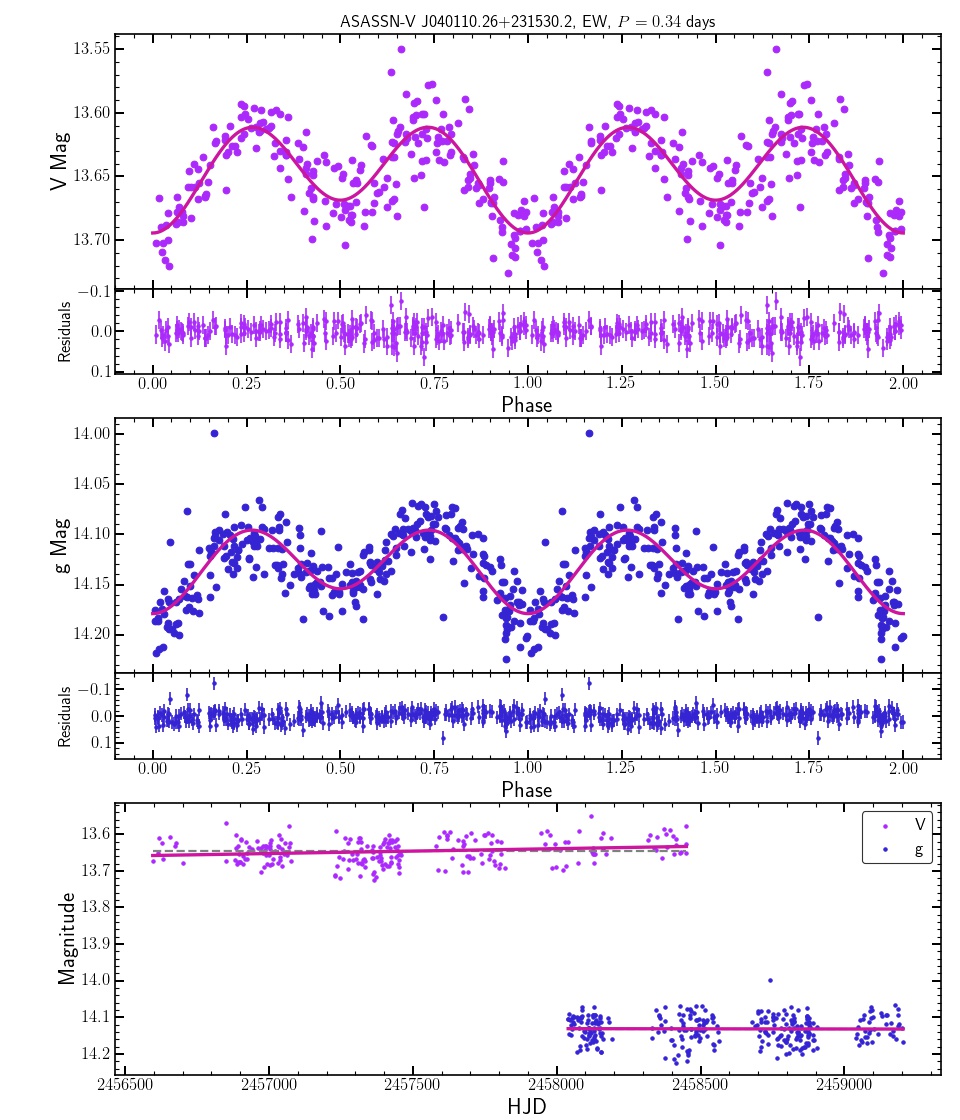 ASASSN-V J040110.26+231530.2, EW, P = 0.34 days
13.55
13.60
13.65
13.70
V Mag
−0.1
0.0
0.1
Residuals
0.00 0.25 0.50 0.75 1.00 1.25 1.50 1.75 2.00
Phase
14.00
14.05
14.10
14.15
14.20
g Mag
−0.1
0.0
0.1
Residuals
0.00 0.25 0.50 0.75 1.00 1.25 1.50 1.75 2.00
Phase
13.6
13.7
13.8
13.9
14.0
14.1
14.2
Magnitude
V
g
2456500 2457000 2457500 2458000 2458500 2459000
HJD